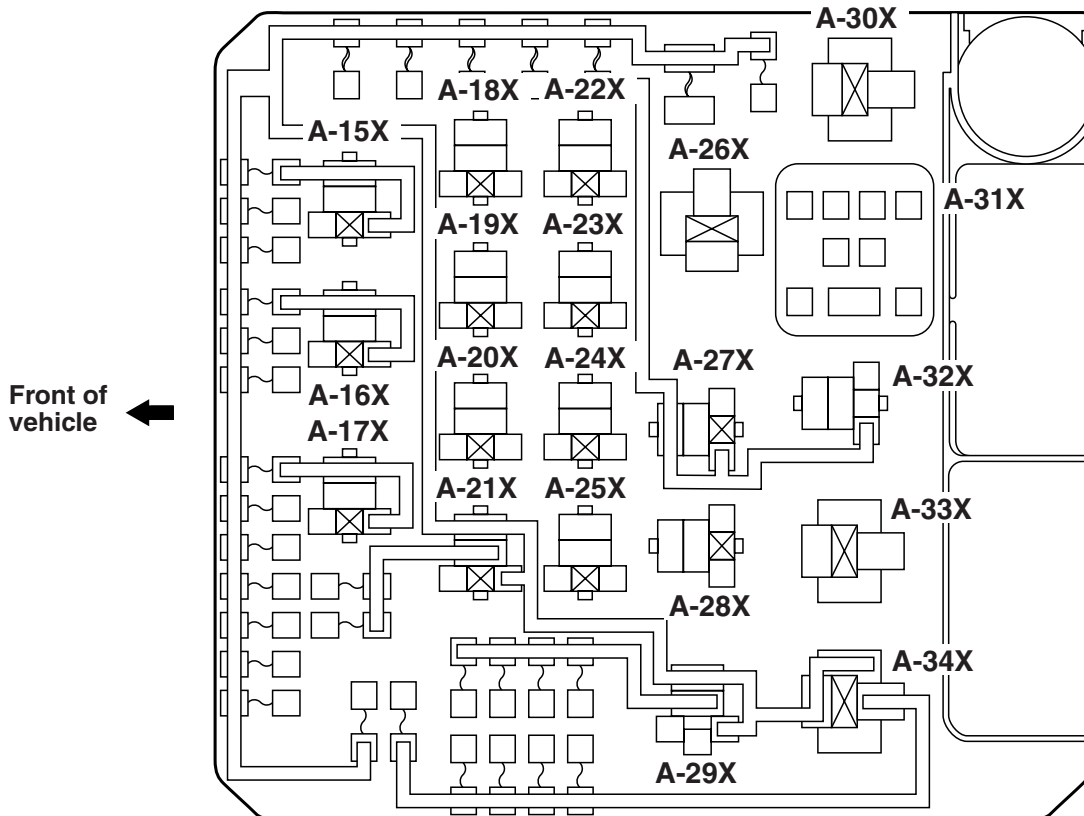 A-30X
A-18X
A-22X
A-15X
A-26X
A-31X
A-19X
A-23X
A-20X
A-24X
A-27X
A-32X
Front of
vehicle
A-16X
A-17X
A-21X
A-25X
A-33X
A-28X
A-34X
A-29X